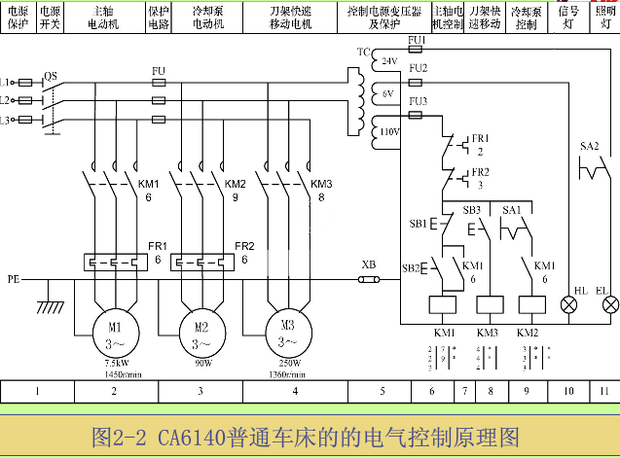 电源保护 电源开关 主轴电动机 保护电路 冷却泵电动机 刀架快速移动电机 控制电源变压器及保护 主轴电机控制 刀架快速移动 冷却泵控制 信号灯 照明灯
TC FU1
24V
L1 QS FU FU2
L2 6V
L3 FU3
110V
FR1
2
SA2
FR2
3
KM1 KM2 KM3
6 9 8
SB3 SA1
SB1
FR1 FR2
6 6
XB SB2 KM1 KM1
6 6
PE
HL EL
M1 M2 M3
3～ 3～ 3～
KM1 KM3 KM2
7.5kW 90W 250W
1450r/min 1360r/min
1 2 3 4 5 6 7 8 9 10 11
图2-2 CA6140普通车床的的电气控制原理图